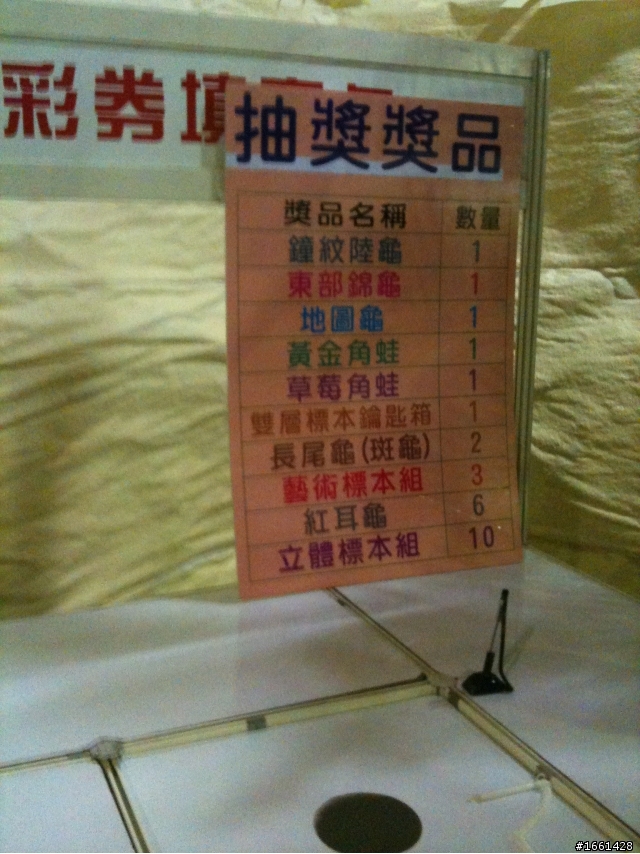 彩券填
抽獎獎品
獎品名稱 數量
鐘紋陸龜 1
東部錦龜 1
地圖龜 1
黃金角蛙 1
草莓角蛙 1
雙層標本鑰匙箱 1
長尾龜(斑龜) 2
藝術標本組 3
紅耳龜 6
立體標本組 10
#1661428